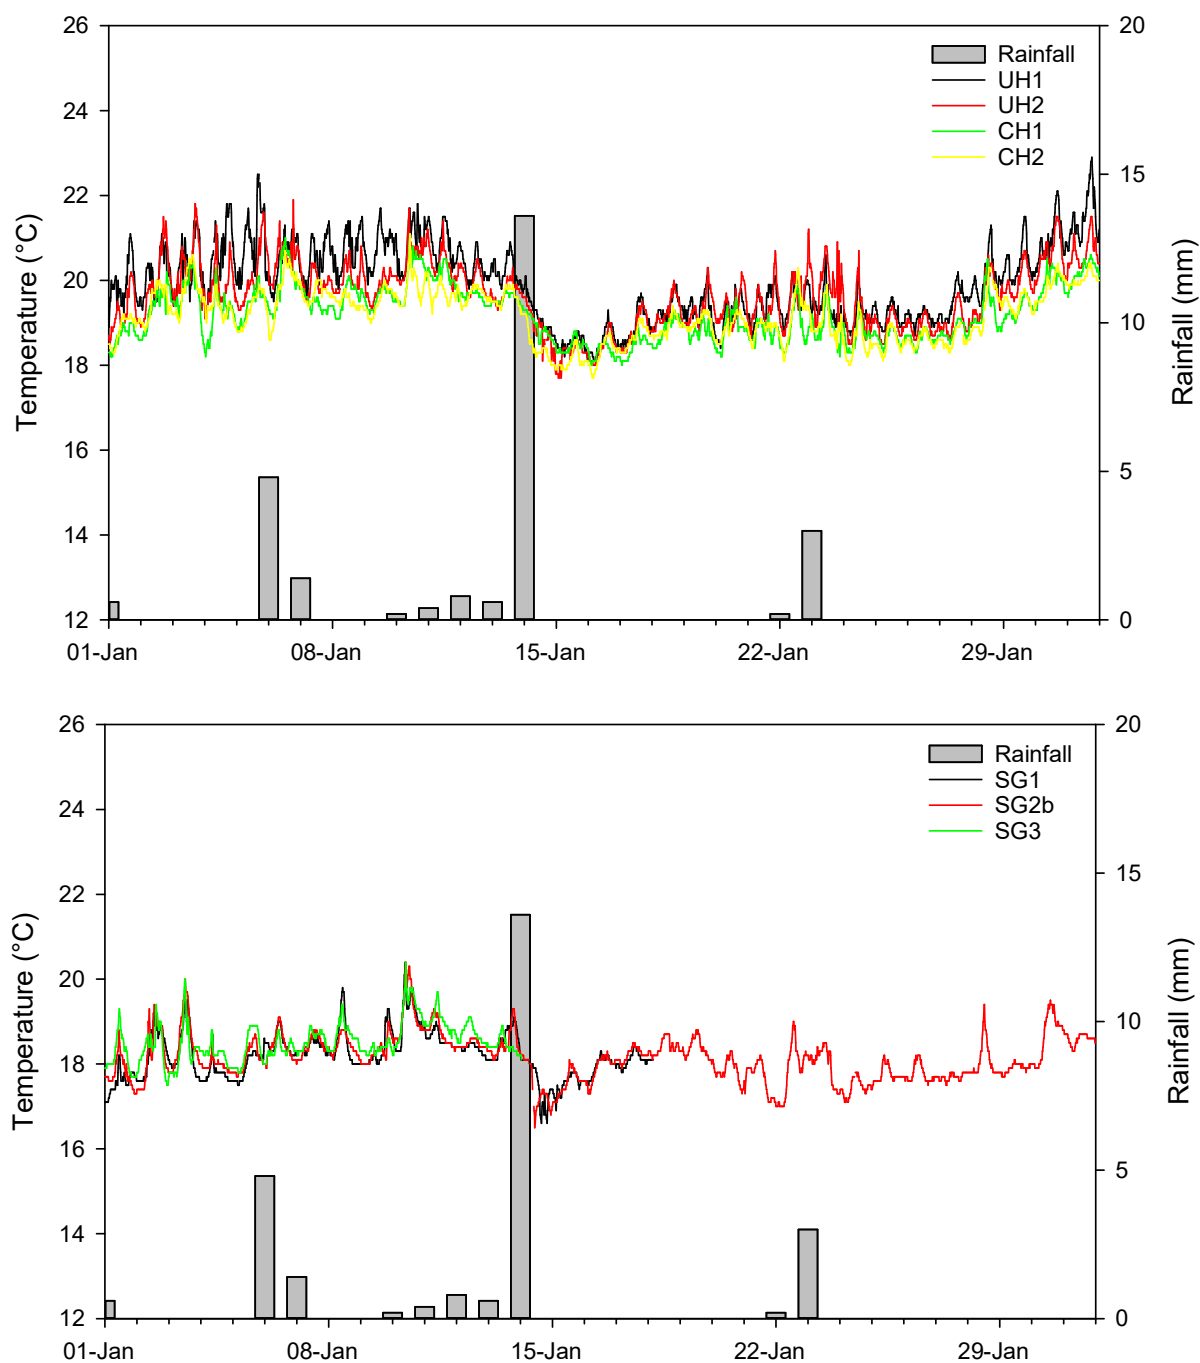 26
24
22
20
18
16
14
12
Temperature (°C)
20
15
10
5
0
Rainfall (mm)
Rainfall
UH1
UH2
CH1
CH2
01-Jan
08-Jan
15-Jan
22-Jan
29-Jan
26
24
22
20
18
16
14
12
Temperature (°C)
20
15
10
5
0
Rainfall (mm)
Rainfall
SG1
SG2b
SG3
01-Jan
08-Jan
15-Jan
22-Jan
29-Jan